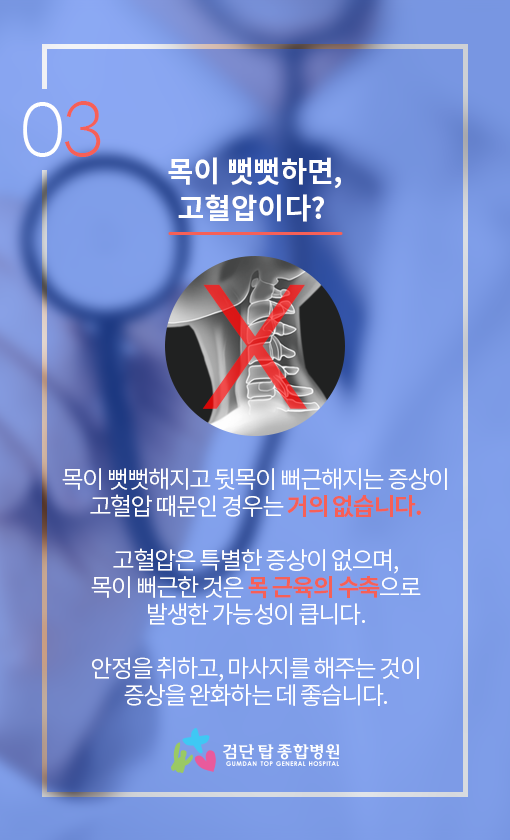 03
목이 뻣뻣하면,
고혈압이다?
목이 뻣뻣해지고 뒷목이 뻐근해지는 증상이
고혈압 때문인 경우는 거의 없습니다.
고혈압은 특별한 증상이 없으며,
목이 뻐근한 것은 목 근육의 수축으로
발생한 가능성이 큽니다.
안정을 취하고, 마사지를 해주는 것이
증상을 완화하는 데 좋습니다.
검단탑종합병원
GUMDAN TOP GENERAL HOSPITAL